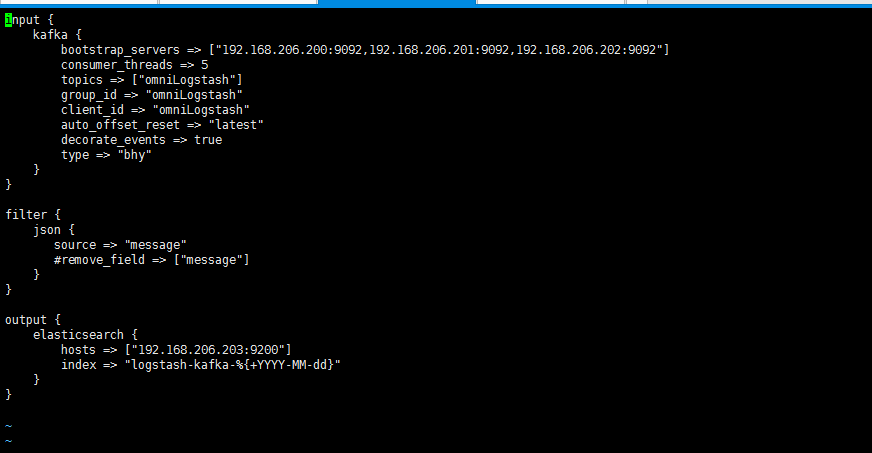 input {
    kafka {
        bootstrap_servers => ["192.168.206.200:9092,192.168.206.201:9092,192.168.206.202:9092"]
        consumer_threads => 5
        topics => ["omniLogstash"]
        group_id => "omniLogstash"
        client_id => "omniLogstash"
        auto_offset_reset => "latest"
        decorate_events => true
        type => "bhy"
    }
}

filter {
    json {
       source => "message"
       #remove_field => ["message"]
    }
}

output {
    elasticsearch {
        hosts => ["192.168.206.203:9200"]
        index => "logstash-kafka-%{+YYYY-MM-dd}"
    }
}

~
~